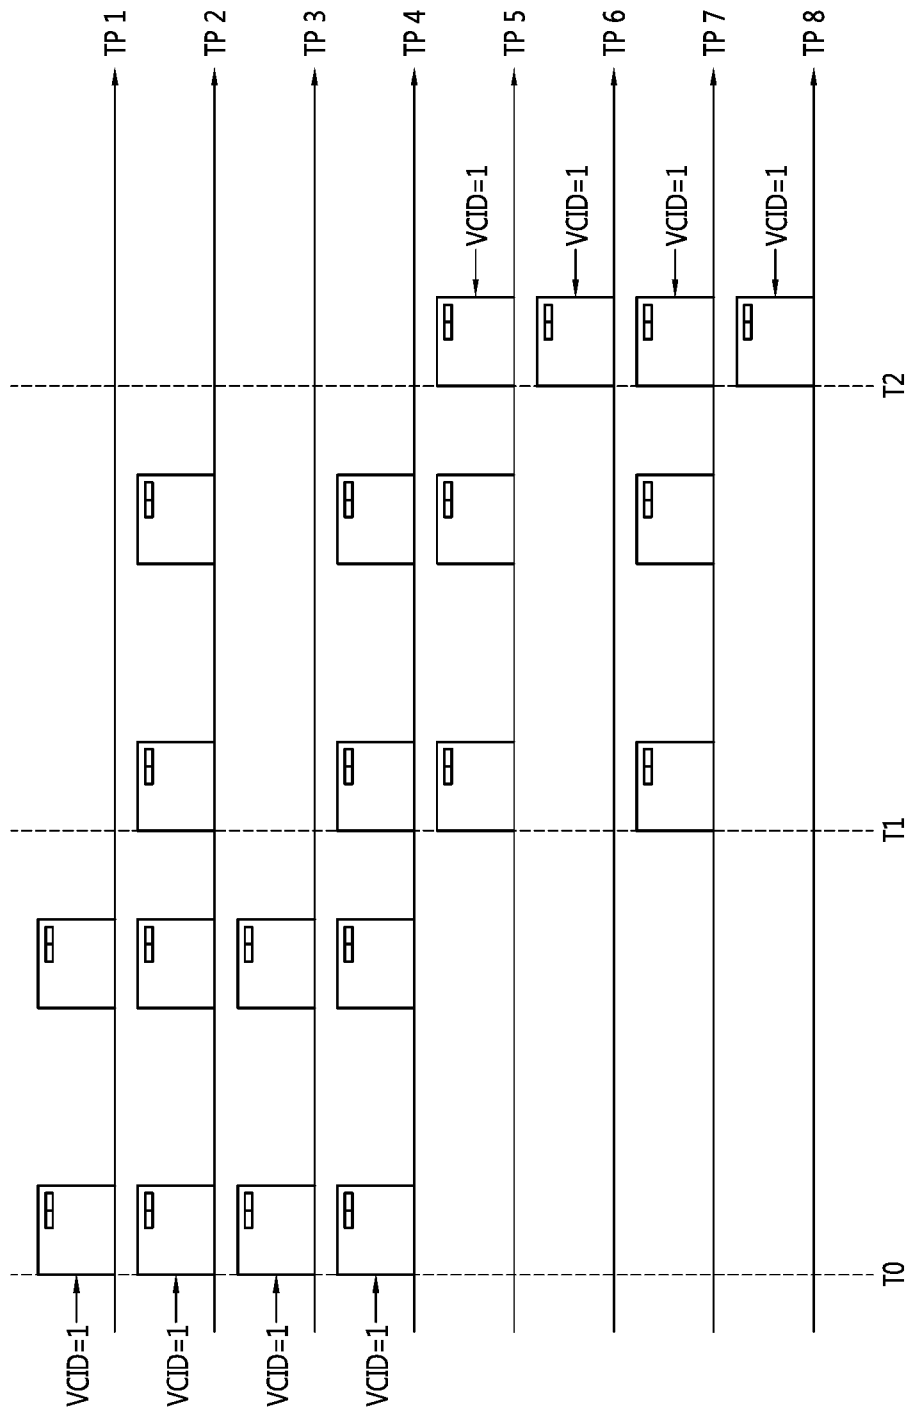 TP 1
TP 2
TP 3
TP 4
TP 5
TP 6
TP 7
TP 8
VCID=1
VCID=1
VCID=1
VCID=1
VCID=1
VCID=1
VCID=1
VCID=1
T0
T1
T2